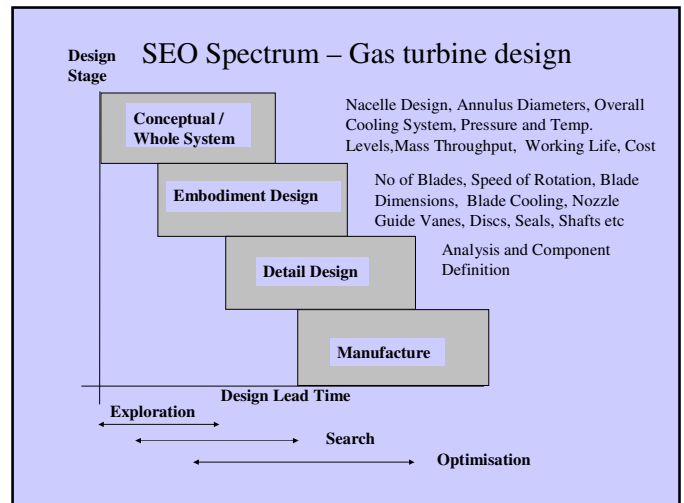 SEO Spectrum – Gas turbine design
Design
Stage
Conceptual /
Whole System
Nacelle Design, Annulus Diameters, Overall
Cooling System, Pressure and Temp.
Levels,Mass Throughput, Working Life, Cost
Embodiment Design
No of Blades, Speed of Rotation, Blade
Dimensions, Blade Cooling, Nozzle
Guide Vanes, Discs, Seals, Shafts etc
Detail Design
Analysis and Component
Definition
Manufacture
Design Lead Time
Exploration
Search
Optimisation